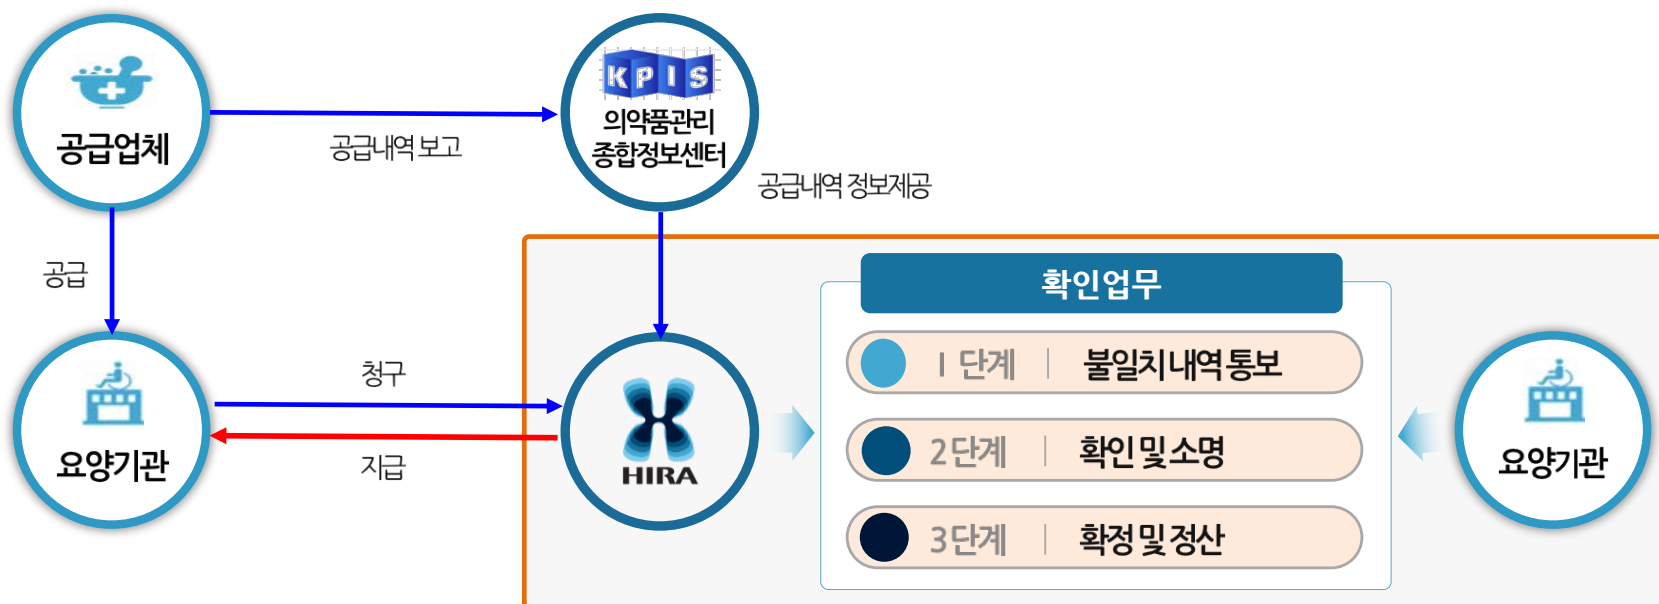 공급업체
공급내역 보고
KPIS
의약품관리
종합정보센터
공급내역 정보제공
공급
요양기관
청구
지급
HIRA
확인업무
1 단계 | 불일치 내역 통보
2 단계 | 확인 및 소명
3 단계 | 확정 및 정산
요양기관